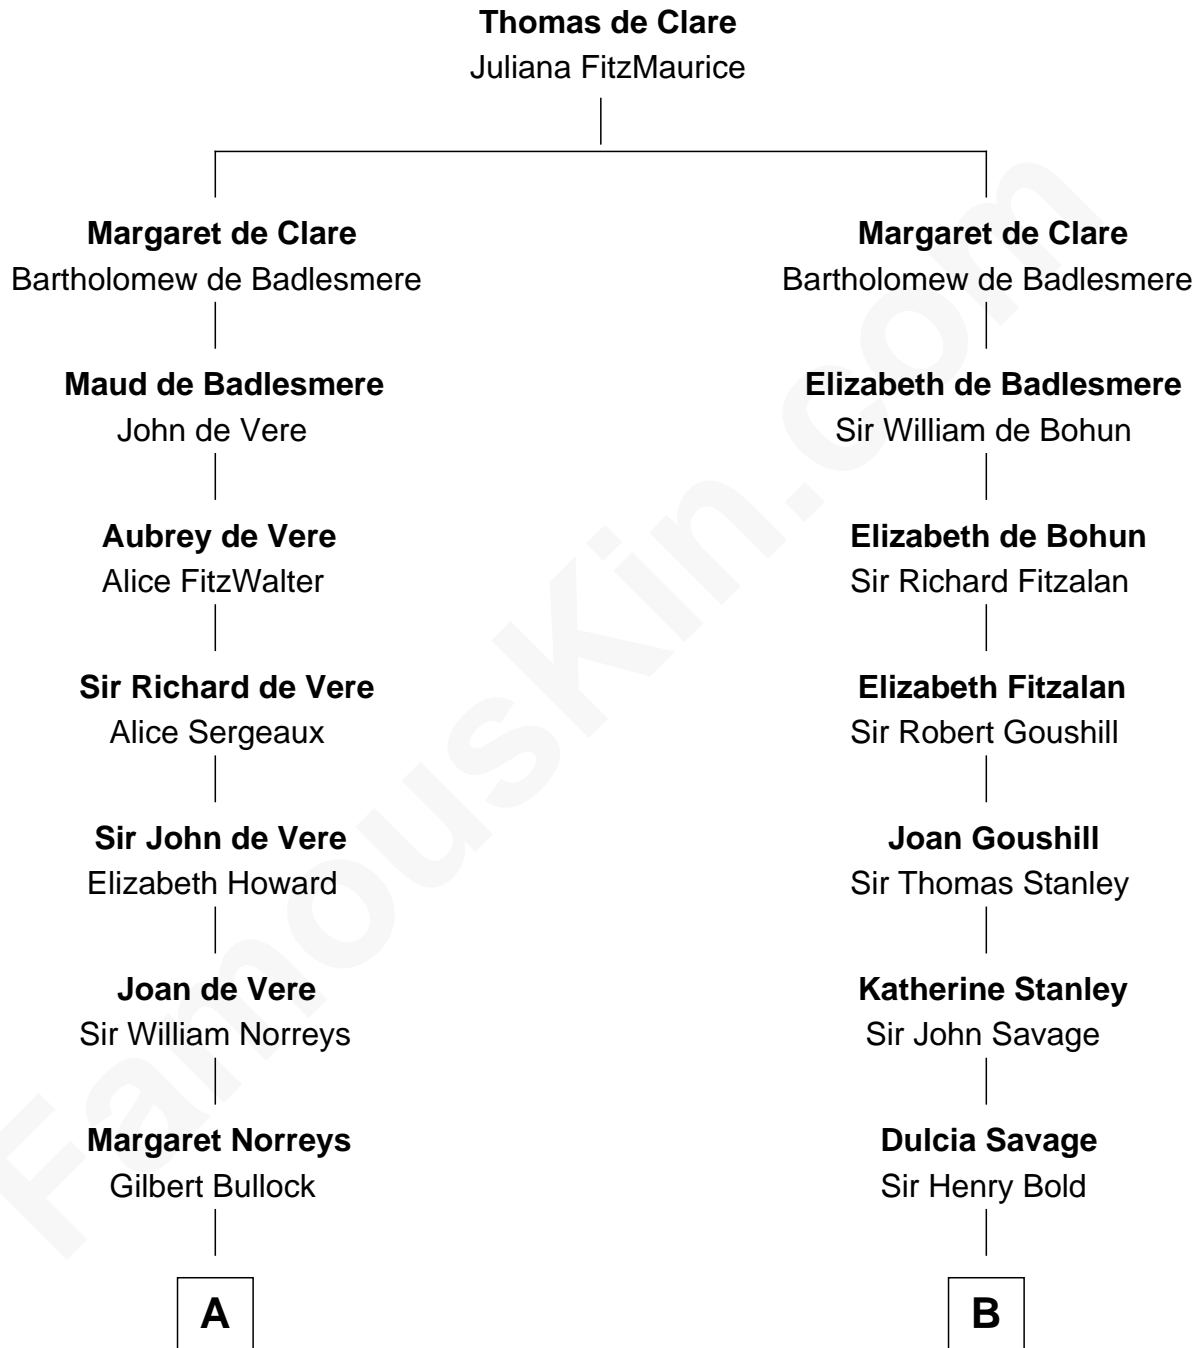 Thomas de Clare
Juliana FitzMaurice
Margaret de Clare
Bartholomew de Badlesmere
Maud de Badlesmere
John de Vere
Aubrey de Vere
Alice FitzWalter
Sir Richard de Vere
Alice Sergeaux
Sir John de Vere
Elizabeth Howard
Joan de Vere
Sir William Norreys
Margaret Norreys
Gilbert Bullock
A
Margaret de Clare
Bartholomew de Badlesmere
Elizabeth de Badlesmere
Sir William de Bohun
Elizabeth de Bohun
Sir Richard Fitzalan
Elizabeth Fitzalan
Sir Robert Goushill
Joan Goushill
Sir Thomas Stanley
Katherine Stanley
Sir John Savage
Dulcia Savage
Sir Henry Bold
B
FamousKin.com